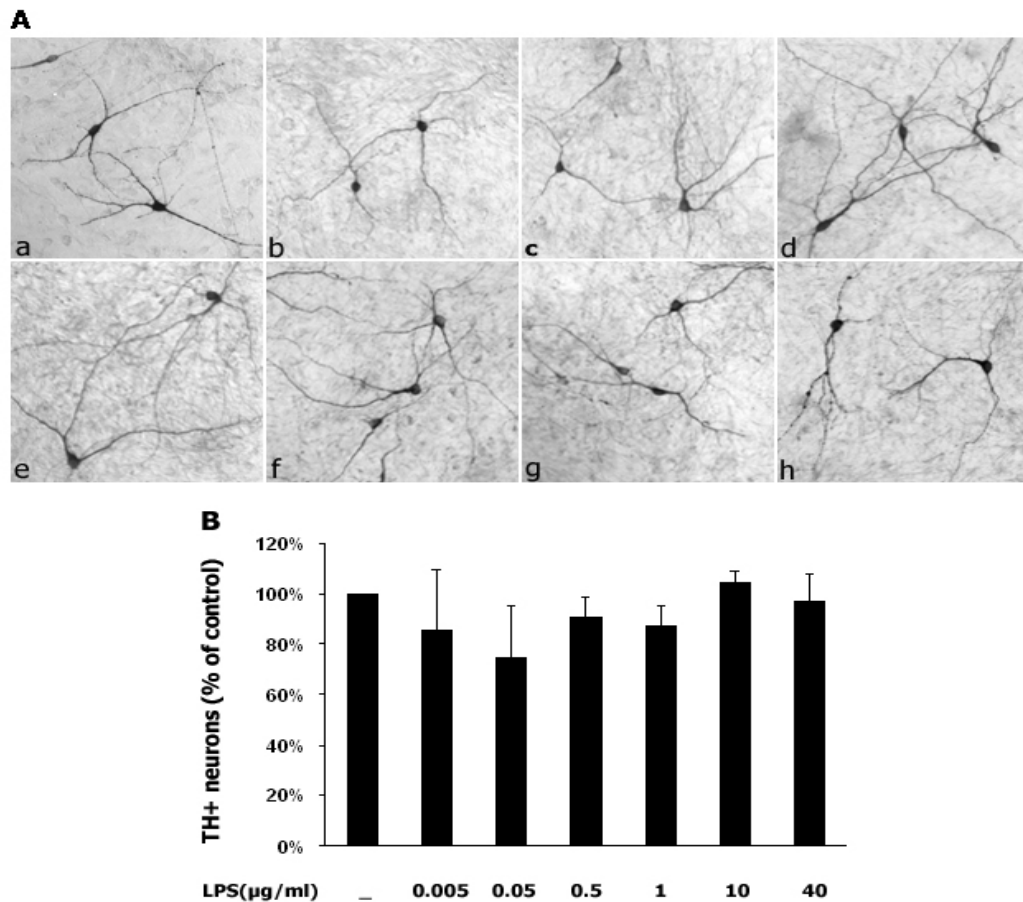 A
a b c d
e f g h
B
120%
100%
80%
60%
40%
20%
0%
TH+ neurons (% of control)
LPS(µg/ml) _ 0.005 0.05 0.5 1 10 40